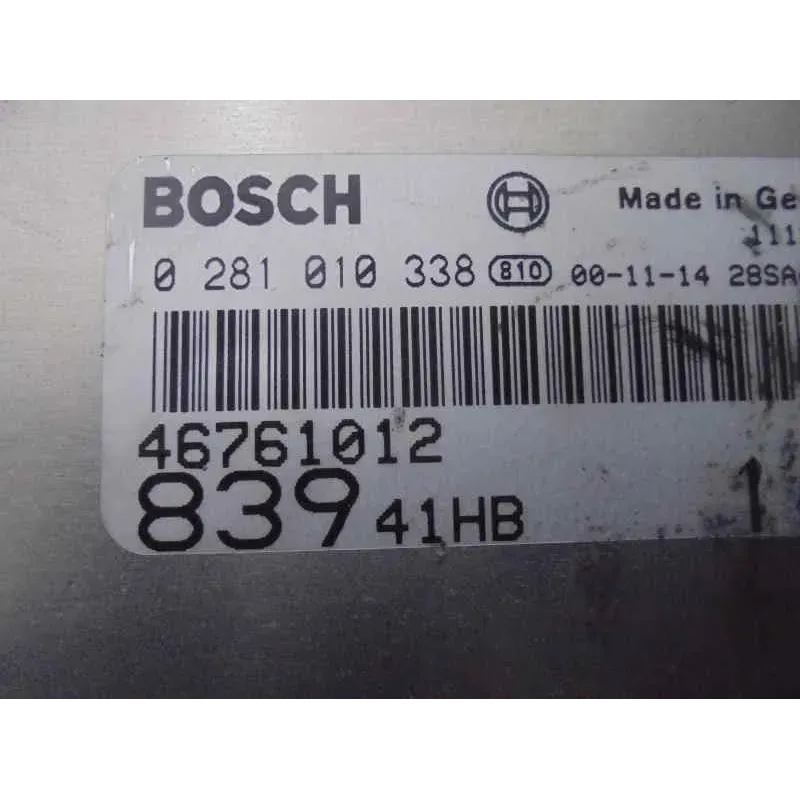 BOSCH Made in Ge
111
0 281 010 338 810 00-11-14 28SA
46761012
839 41HB 1